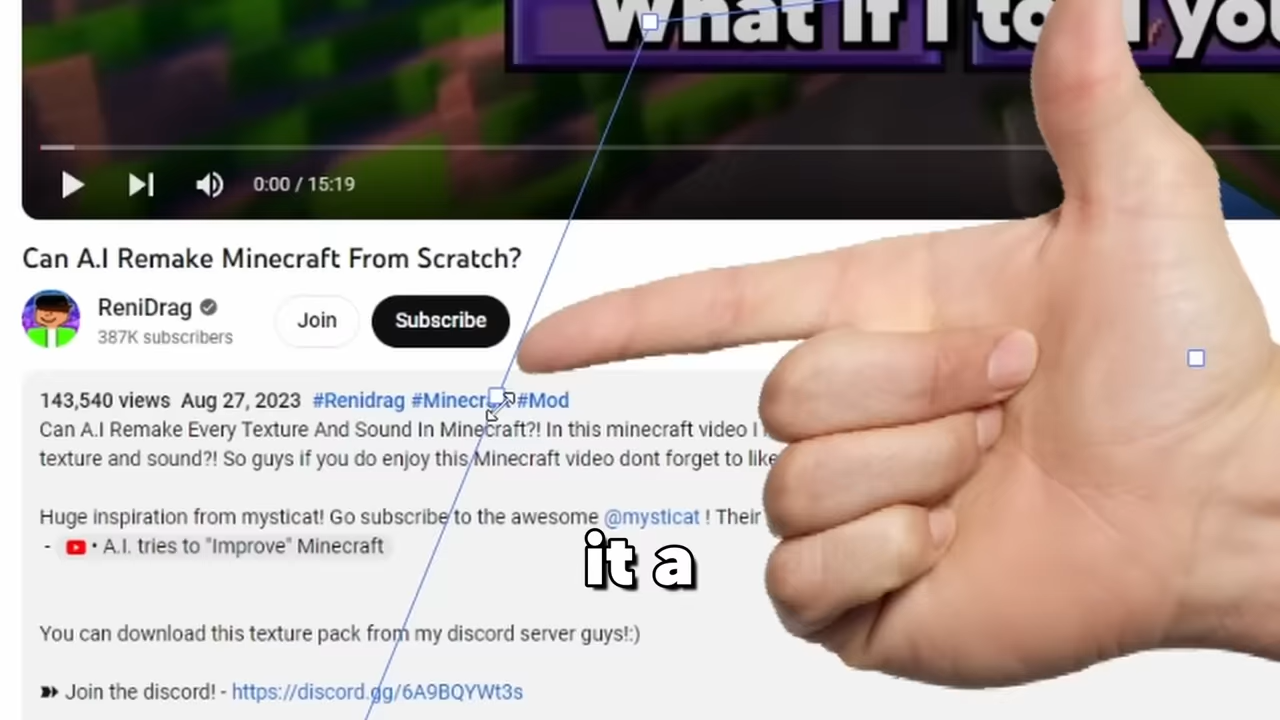 What if I to you
0:00 / 15:19
Can A.I Remake Minecraft From Scratch?
ReniDrag
387K subscribers
Join
Subscribe
143,540 views Aug 27, 2023 #Renidrag #Mod
Can A.I Remake Every Texture And Sound In Minecraft?! In this minecraft video I
texture and sound?! So guys if you do enjoy this Minecraft video dont forget to like
Huge inspiration from mysticat! Go subscribe to the awesome @mysticat ! Their
- • A.I. tries to "Improve" Minecraft
it a
You can download this texture pack from my discord server guys!:)
Join the discord! - https://discord.gg/6A9BQYWt3s